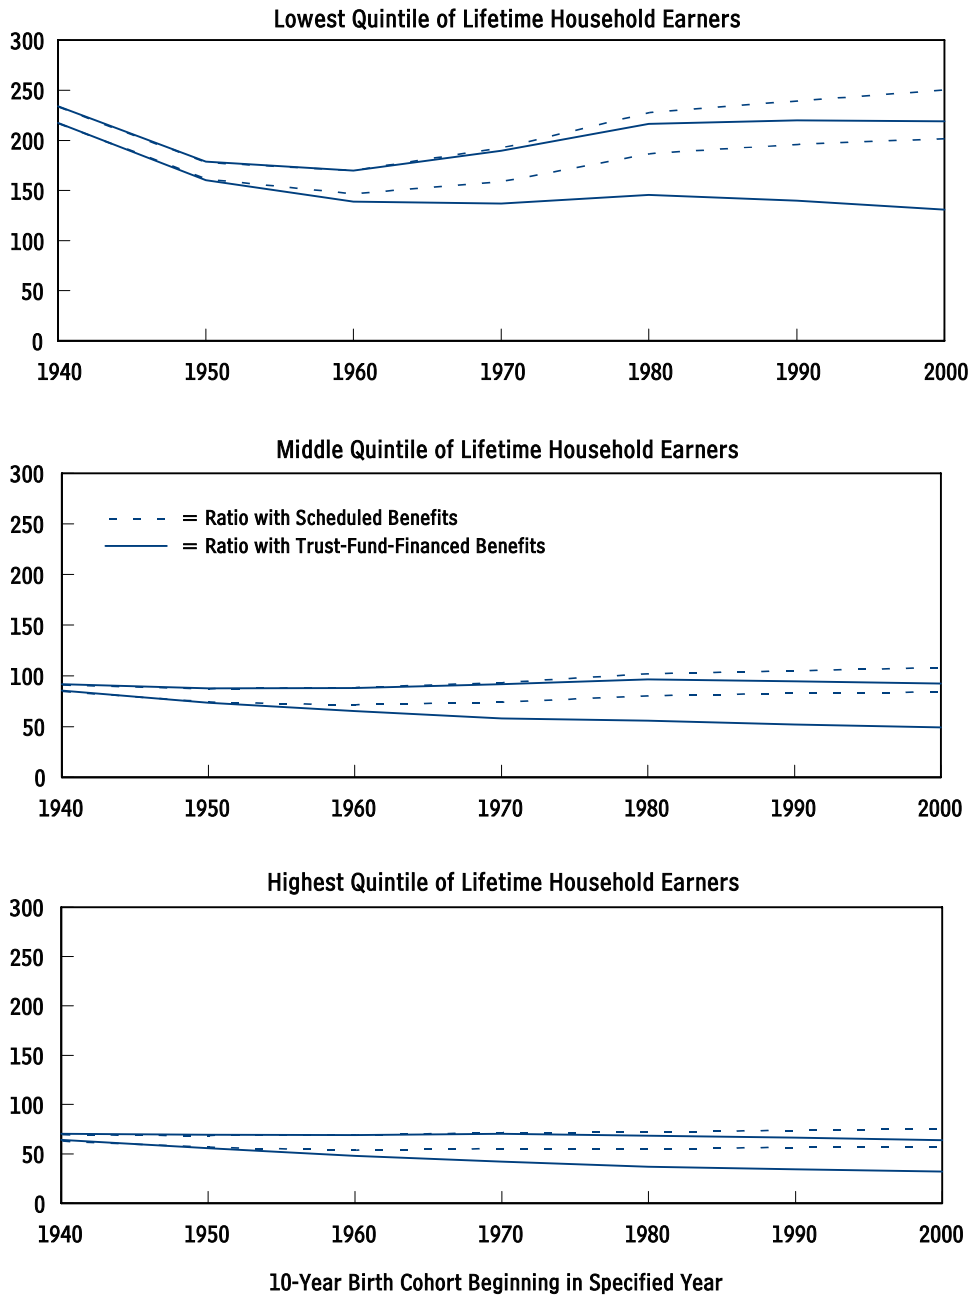 Lowest Quintile of Lifetime Household Earners
300
250
200
150
100
50
0
1940 1950 1960 1970 1980 1990 2000
Middle Quintile of Lifetime Household Earners
300
250
= Ratio with Scheduled Benefits
= Ratio with Trust-Fund-Financed Benefits
200
150
100
50
0
1940 1950 1960 1970 1980 1990 2000
Highest Quintile of Lifetime Household Earners
300
250
200
150
100
50
0
1940 1950 1960 1970 1980 1990 2000
10-Year Birth Cohort Beginning in Specified Year